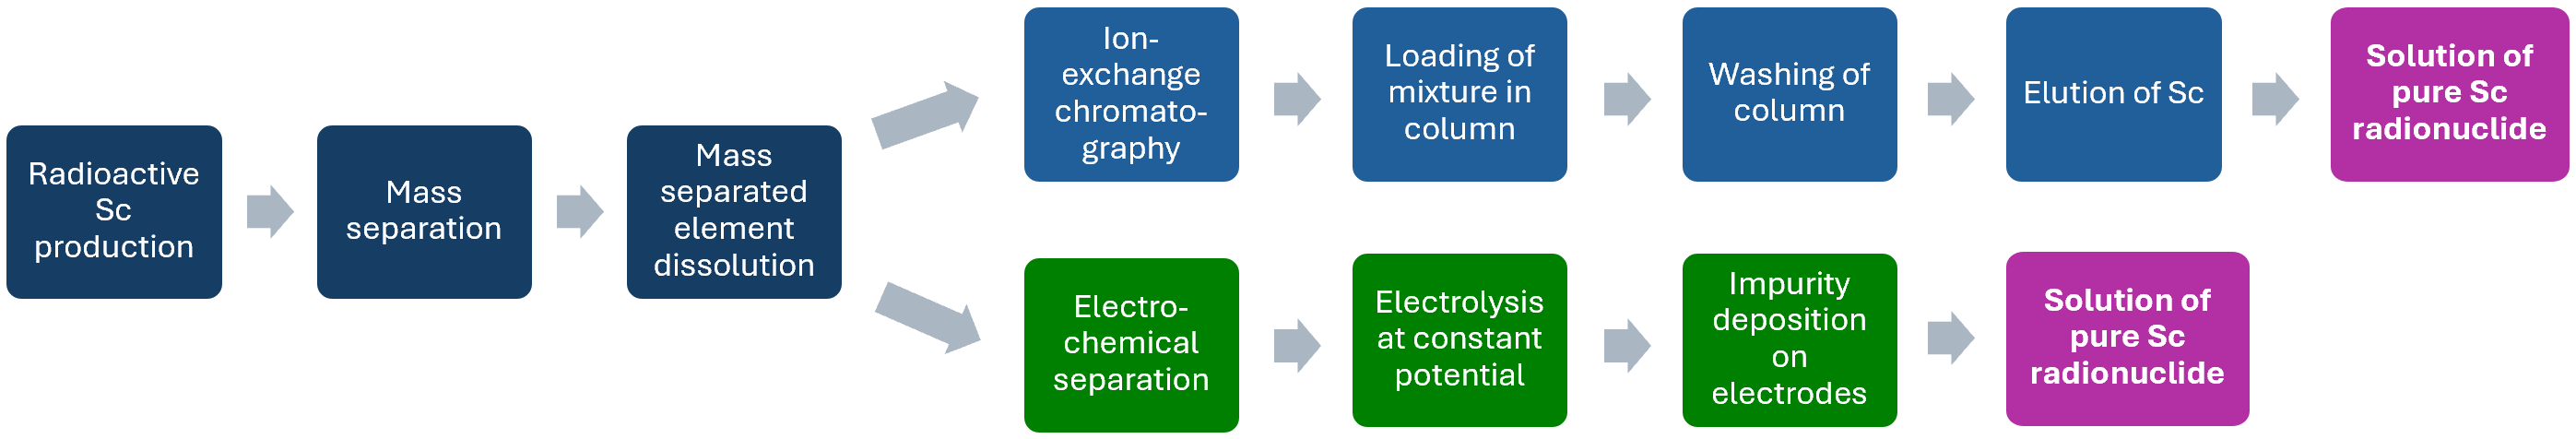 Radioactive
Sc
production
Mass
separation
Mass
separated
element
dissolution
Ion-
exchange
chromato-
graphy
Loading of
mixture in
column
Washing of
column
Elution of Sc
Solution of
pure Sc
radionuclide
Electro-
chemical
separation
Electrolysis
at constant
potential
Impurity
deposition
on
electrodes
Solution of
pure Sc
radionuclide